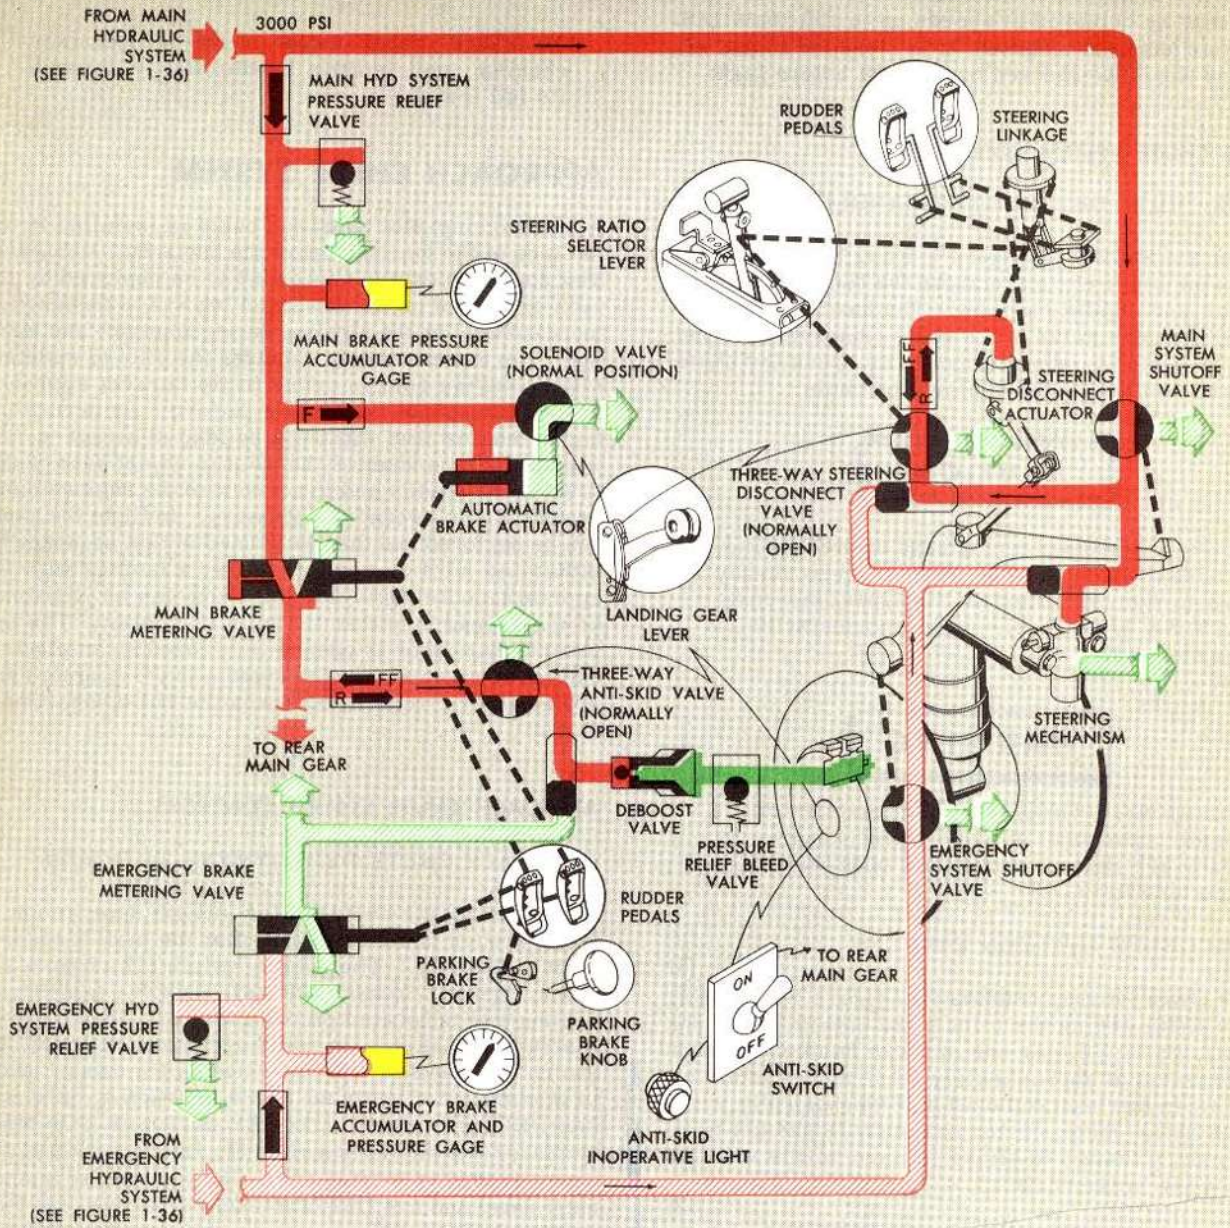 FROM MAIN
HYDRAULIC
SYSTEM
(SEE FIGURE 1-36)
3000 PSI
MAIN HYD SYSTEM
PRESSURE RELIEF
VALVE
RUDDER
PEDALS
STEERING
LINKAGE
STEERING RATIO
SELECTOR
LEVER
MAIN BRAKE PRESSURE
ACCUMULATOR AND
GAGE
SOLENOID VALVE
(NORMAL POSITION)
MAIN
SYSTEM
SHUTOFF
VALVE
FF
R
STEERING
DISCONNECT
ACTUATOR
F
AUTOMATIC
BRAKE ACTUATOR
THREE-WAY STEERING
DISCONNECT
VALVE
(NORMALLY
OPEN)
MAIN BRAKE
METERING VALVE
LANDING GEAR
LEVER
FF
R
THREE-WAY
ANTI-SKID VALVE
(NORMALLY
OPEN)
STEERING
MECHANISM
TO REAR
MAIN GEAR
DEBOOST
VALVE
PRESSURE
RELIEF BLEED
VALVE
EMERGENCY
SYSTEM SHUTOFF
VALVE
EMERGENCY BRAKE
METERING VALVE
RUDDER
PEDALS
PARKING
BRAKE
LOCK
PARKING
BRAKE
KNOB
TO REAR
MAIN GEAR
ON
OFF
ANTI-SKID
SWITCH
EMERGENCY HYD
SYSTEM PRESSURE
RELIEF VALVE
EMERGENCY BRAKE
ACCUMULATOR AND
PRESSURE GAGE
ANTI-SKID
INOPERATIVE LIGHT
FROM
EMERGENCY
HYDRAULIC
SYSTEM
(SEE FIGURE 1-36)